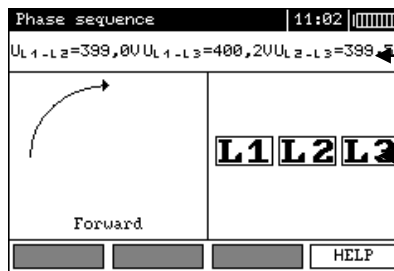 Phase sequence 11:02
UL1-L2=399,0V UL1-L3=400,2V UL2-L3=399,
L1 L2 L3
Forward
HELP